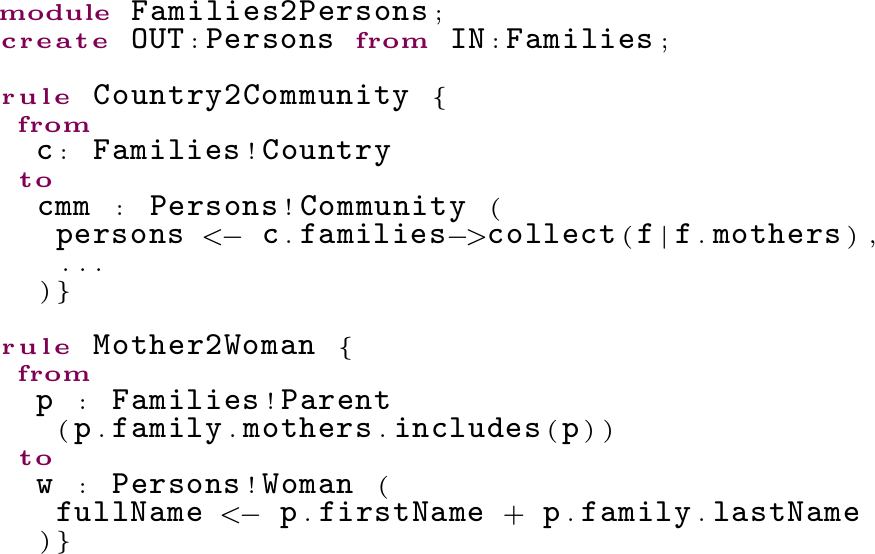 module Families2Persons;
create OUT:Persons from IN:Families;
rule Country2Community {
from
c: Families!Country
to
cmm : Persons!Community (
persons <- c.families->collect(f|f.mothers),
...
)}
rule Mother2Woman {
from
p : Families!Parent
(p.family.mothers.includes(p))
to
w : Persons!Woman (
fullName <- p.firstName + p.family.lastName
)}